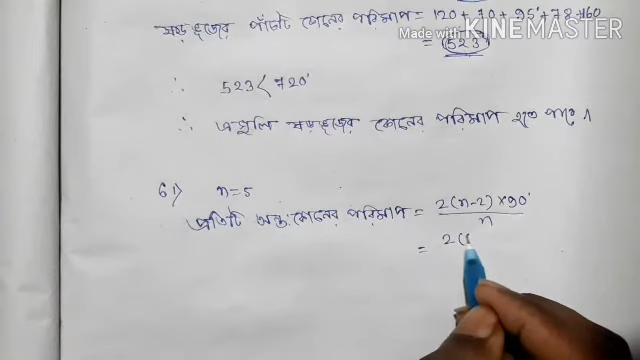 ষড়ভুজের পাঁচটি কোনের পরিমাপ = 120 + 70 + 95° + 78 + 160
Made with KINEMASTER
= 523°
∴ 523 < 720°
∴ এগুলি ষড়ভুজের কোনের পরিমাপ হতে পারে ।
6 i) n = 5
প্রতিটি অন্তঃকোনের পরিমাপ = 2(n-2) × 90° / n
= 2(